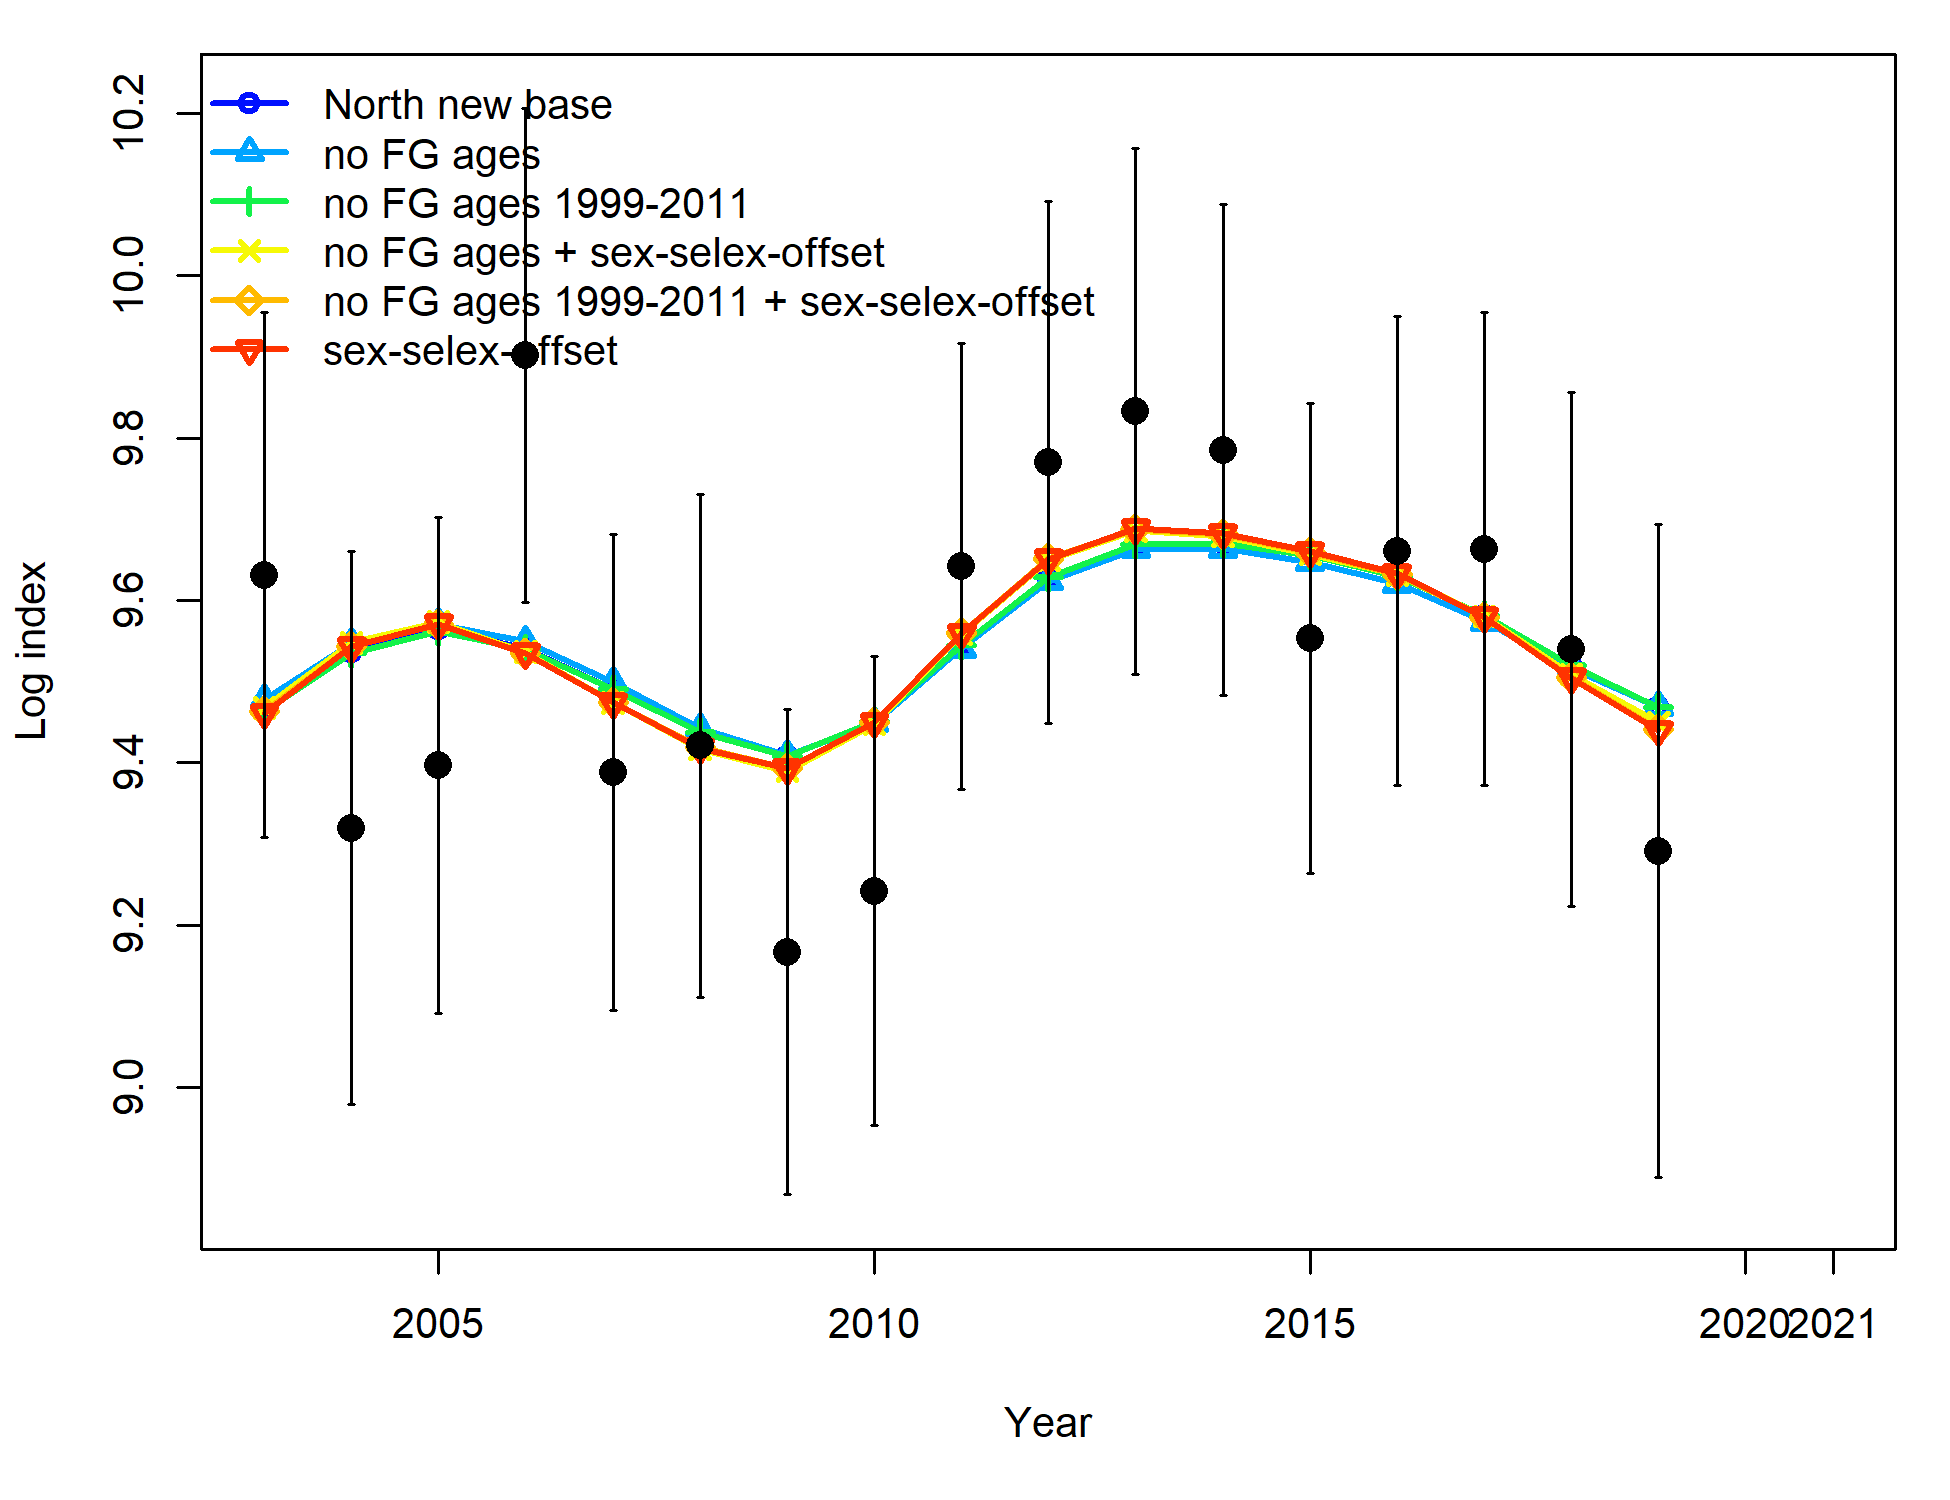 North new base
no FG ages
no FG ages 1999-2011
no FG ages + sex-selex-offset
no FG ages 1999-2011 + sex-selex-offset
sex-selex-offset
Log index
10.2
10.0
9.8
9.6
9.4
9.2
9.0
2005 2010 2015 2020 2021
Year